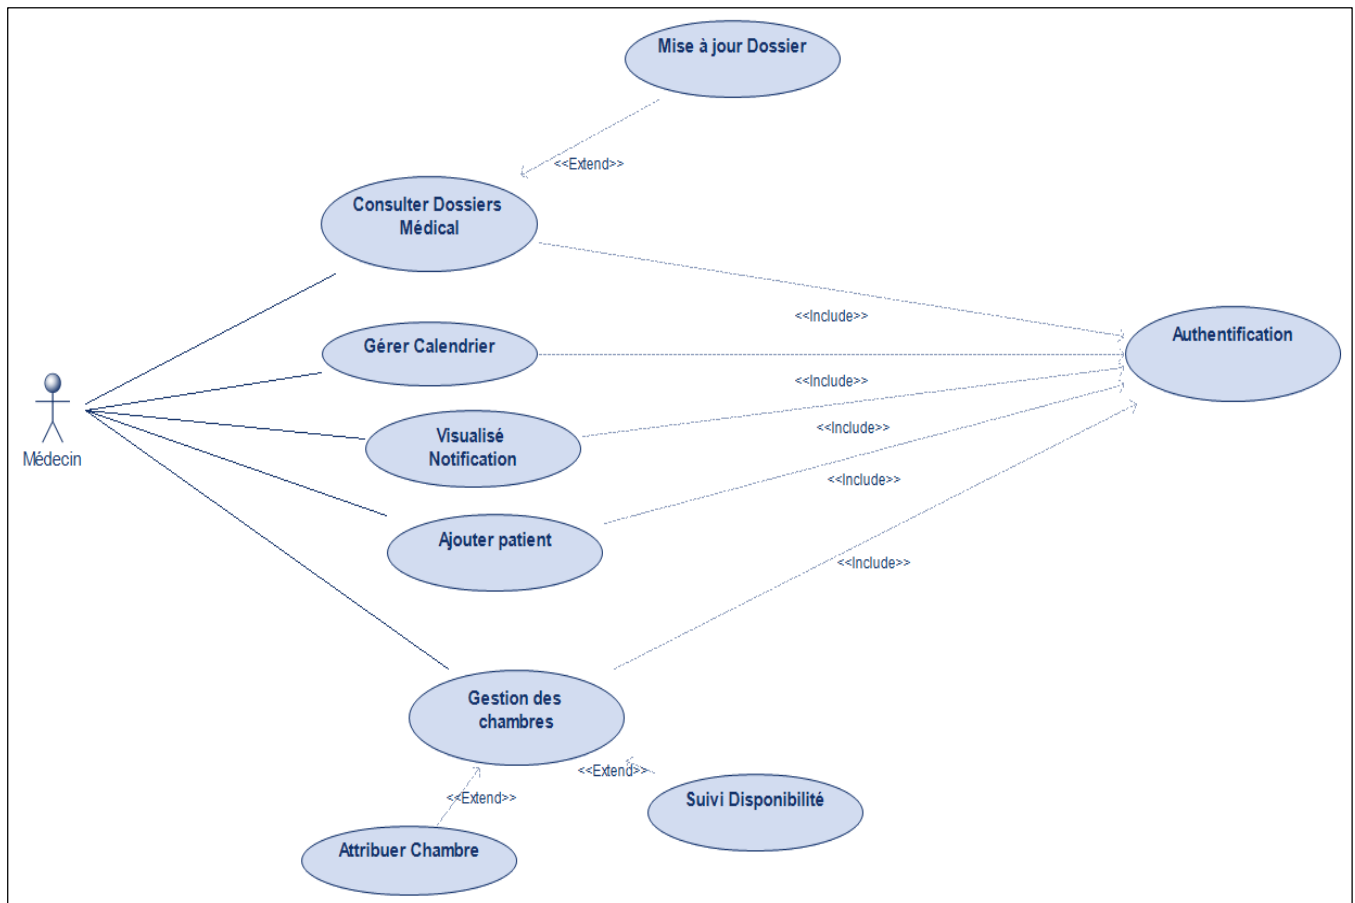 Mise à jour Dossier
<<Extend>>
Consulter Dossiers
Médical
<<Include>>
Authentification
Gérer Calendrier
<<Include>>
Médecin
Visualisé
Notification
<<Include>>
<<Include>>
Ajouter patient
<<Include>>
Gestion des
chambres
<<Extend>>
<<Extend>>
Suivi Disponibilité
Attribuer Chambre